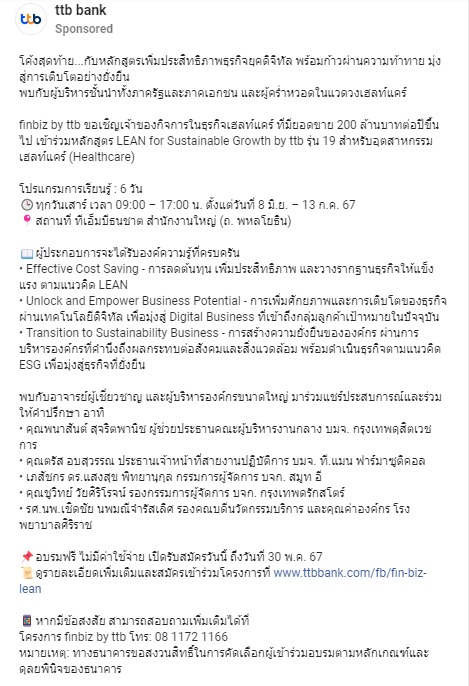 ttb
ttb bank
Sponsored
โค้งสุดท้าย...กับหลักสูตรเพิ่มประสิทธิภาพธุรกิจยุคดิจิทัล พร้อมก้าวผ่านความท้าทาย มุ่ง
สู่การเติบโตอย่างยั่งยืน
พบกับผู้บริหารชั้นนำทั้งภาครัฐและภาคเอกชน และผู้คร่ำหวอดในแวดวงเฮลท์แคร์
finbiz by ttb ขอเชิญเจ้าของกิจการในธุรกิจเฮลท์แคร์ ที่มียอดขาย 200 ล้านบาทต่อปีขึ้น
ไป เข้าร่วมหลักสูตร LEAN for Sustainable Growth by ttb รุ่น 19 สำหรับอุตสาหกรรม
เฮลท์แคร์ (Healthcare)
โปรแกรมการเรียนรู้ : 6 วัน
🕒 ทุกวันเสาร์ เวลา 09:00 – 17:00 น. ตั้งแต่วันที่ 8 มิ.ย. – 13 ก.ค. 67
📍 สถานที่ ทีเอ็มบีธนชาต สำนักงานใหญ่ (ถ. พหลโยธิน)
📖 ผู้ประกอบการจะได้รับองค์ความรู้ที่ครบครัน
• Effective Cost Saving - การลดต้นทุน เพิ่มประสิทธิภาพ และวางรากฐานธุรกิจให้แข็ง
แรง ตามแนวคิด LEAN
• Unlock and Empower Business Potential - การเพิ่มศักยภาพและการเติบโตของธุรกิจ
ผ่านเทคโนโลยีดิจิทัล เพื่อมุ่งสู่ Digital Business ที่เข้าถึงกลุ่มลูกค้าเป้าหมายในปัจจุบัน
• Transition to Sustainability Business - การสร้างความยั่งยืนขององค์กร ผ่านการ
บริหารองค์กรที่คำนึงถึงผลกระทบต่อสังคมและสิ่งแวดล้อม พร้อมดำเนินธุรกิจตามแนวคิด
ESG เพื่อมุ่งสู่ธุรกิจที่ยั่งยืน
พบกับอาจารย์ผู้เชี่ยวชาญ และผู้บริหารองค์กรขนาดใหญ่ มาร่วมแชร์ประสบการณ์และร่วม
ให้คำปรึกษา อาทิ
• คุณพนาสันต์ สุจริตพานิช ผู้ช่วยประธานคณะผู้บริหารงานกลาง บมจ. กรุงเทพดุสิตเวช
การ
• คุณตรัส อบสุวรรณ ประธานเจ้าหน้าที่สายงานปฏิบัติการ บมจ. ที.แมน ฟาร์มาซูติคอล
• เภสัชกร ดร.แสงสุข พิทยานุกุล กรรมการผู้จัดการ บจก. สมูท อี
• คุณชูวิทย์ วัยศิริโรจน์ รองกรรมการผู้จัดการ บจก. กรุงเทพดรักสโตร์
• รศ.นพ.เชิดชัย นพมณีจำรัสเลิศ รองคณบดีนวัตกรรมบริการ และคุณค่าองค์กร โรง
พยาบาลศิริราช
📌 อบรมฟรี ไม่มีค่าใช้จ่าย เปิดรับสมัครวันนี้ ถึงวันที่ 30 พ.ค. 67
📜 ดูรายละเอียดเพิ่มเติมและสมัครเข้าร่วมโครงการที่ www.ttbbank.com/fb/fin-biz-
lean
📱 หากมีข้อสงสัย สามารถสอบถามเพิ่มเติมได้ที่
โครงการ finbiz by ttb โทร: 08 1172 1166
หมายเหตุ: ทางธนาคารขอสงวนสิทธิ์ในการคัดเลือกผู้เข้าร่วมอบรมตามหลักเกณฑ์และ
ดุลยพินิจของธนาคาร